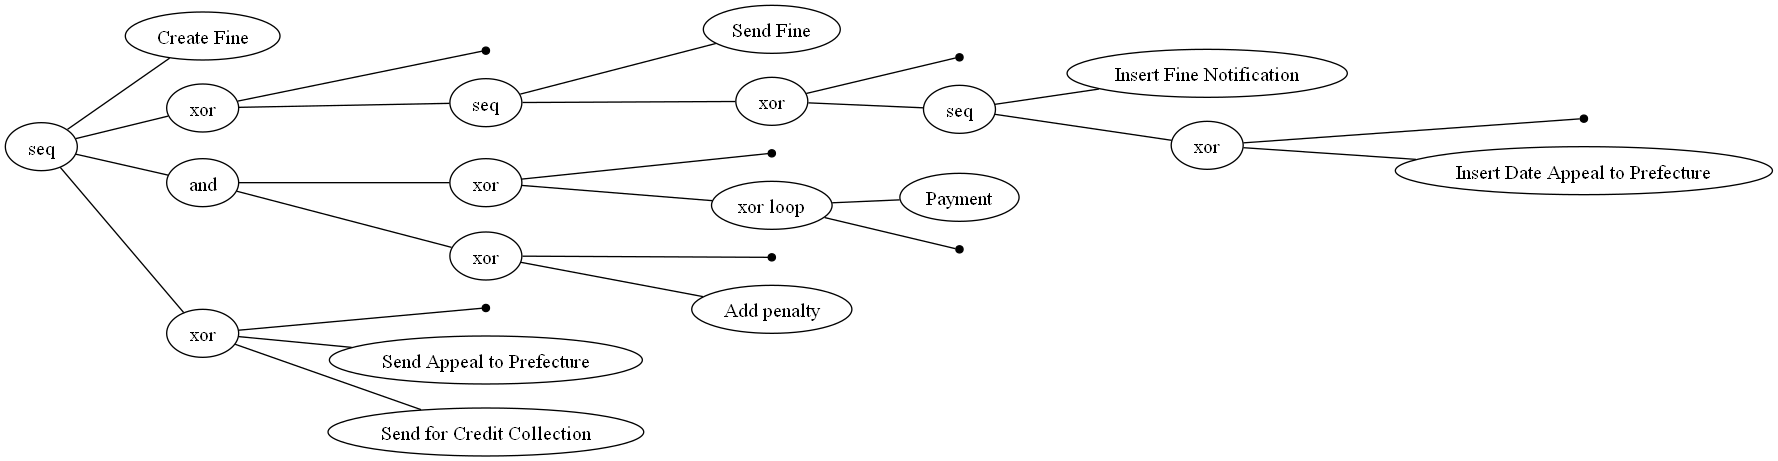 Create Fine
Send Fine
Insert Fine Notification
xor
seq
xor
seq
seq
xor
Insert Date Appeal to Prefecture
and
xor
xor loop
Payment
xor
Add penalty
xor
Send Appeal to Prefecture
Send for Credit Collection